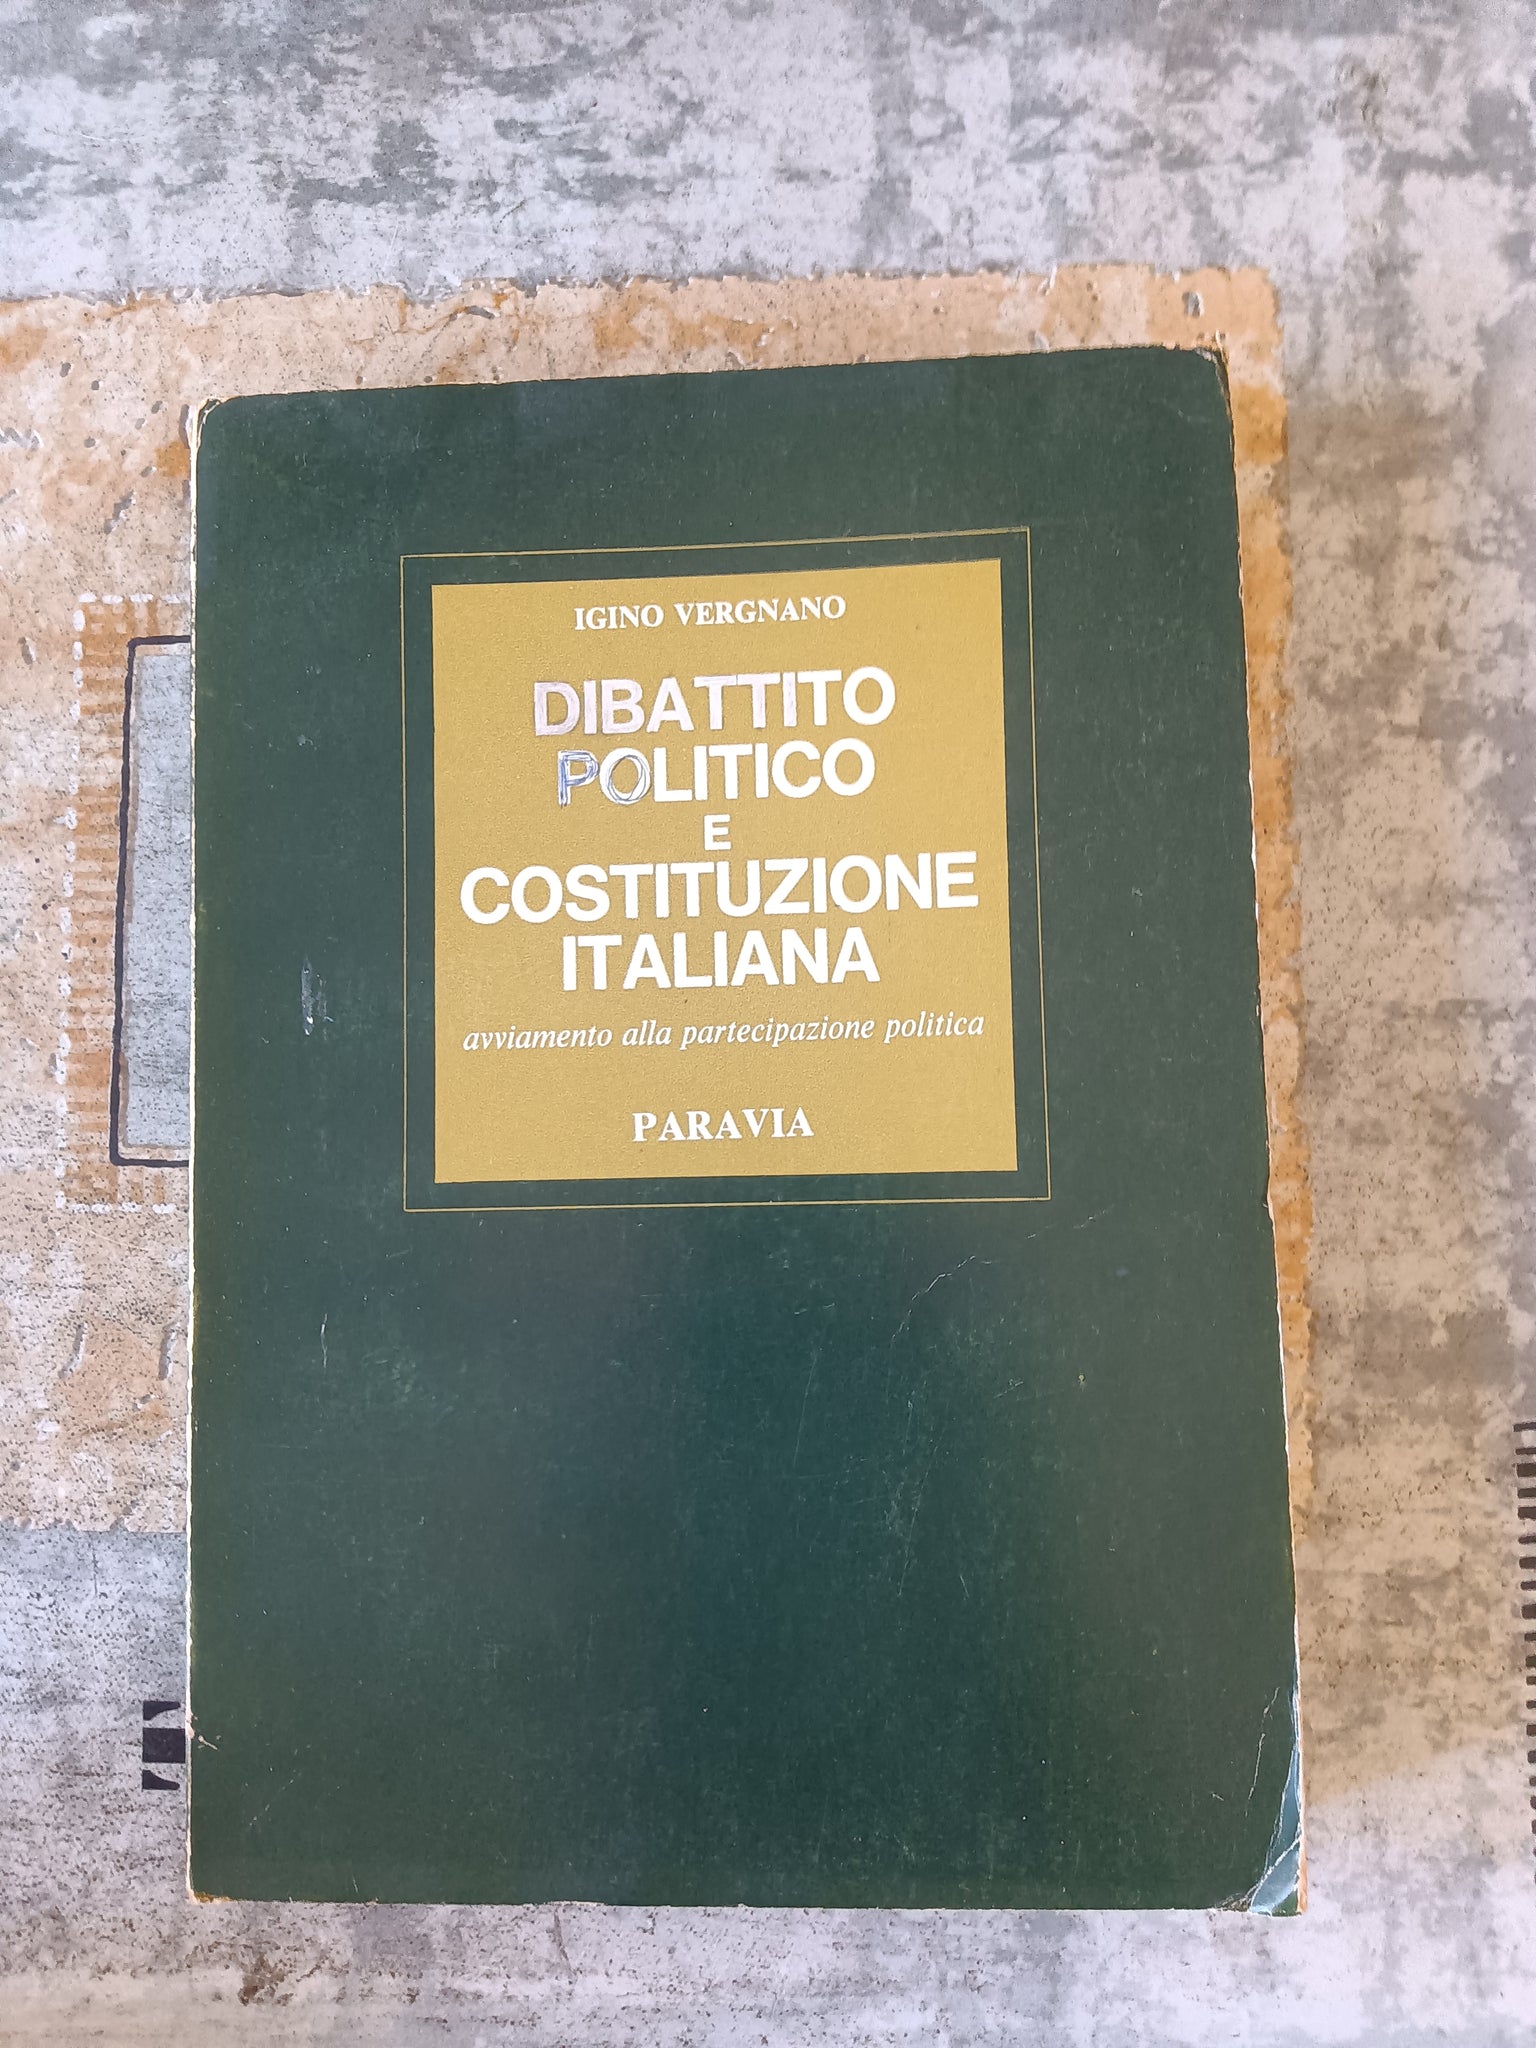 IGINO VERGNANO
DIBATTITO
POLITICO
E
COSTITUZIONE
ITALIANA
avviamento alla partecipazione politica
PARAVIA